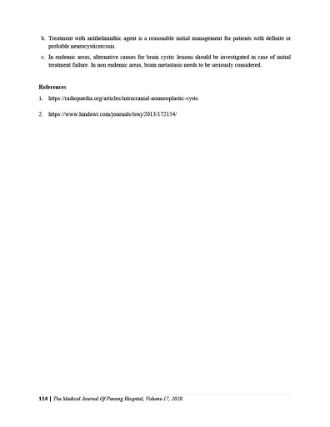 b. Treatment with antihelminthic agent is a reasonable initial management for patients with definite or
probable neurocysticercosis.
c. In endemic areas, alternative causes for brain cystic lesions should be investigated in case of initial
treatment failure. In non endemic areas, brain metastasis needs to be seriously considered.
References
1. https://radiopaedia.org/articles/intracranial-nonneoplastic-cysts
2. https://www.hindawi.com/journals/tswj/2013/172154/
114 | The Medical Journal Of Penang Hospital, Volume 17, 2020